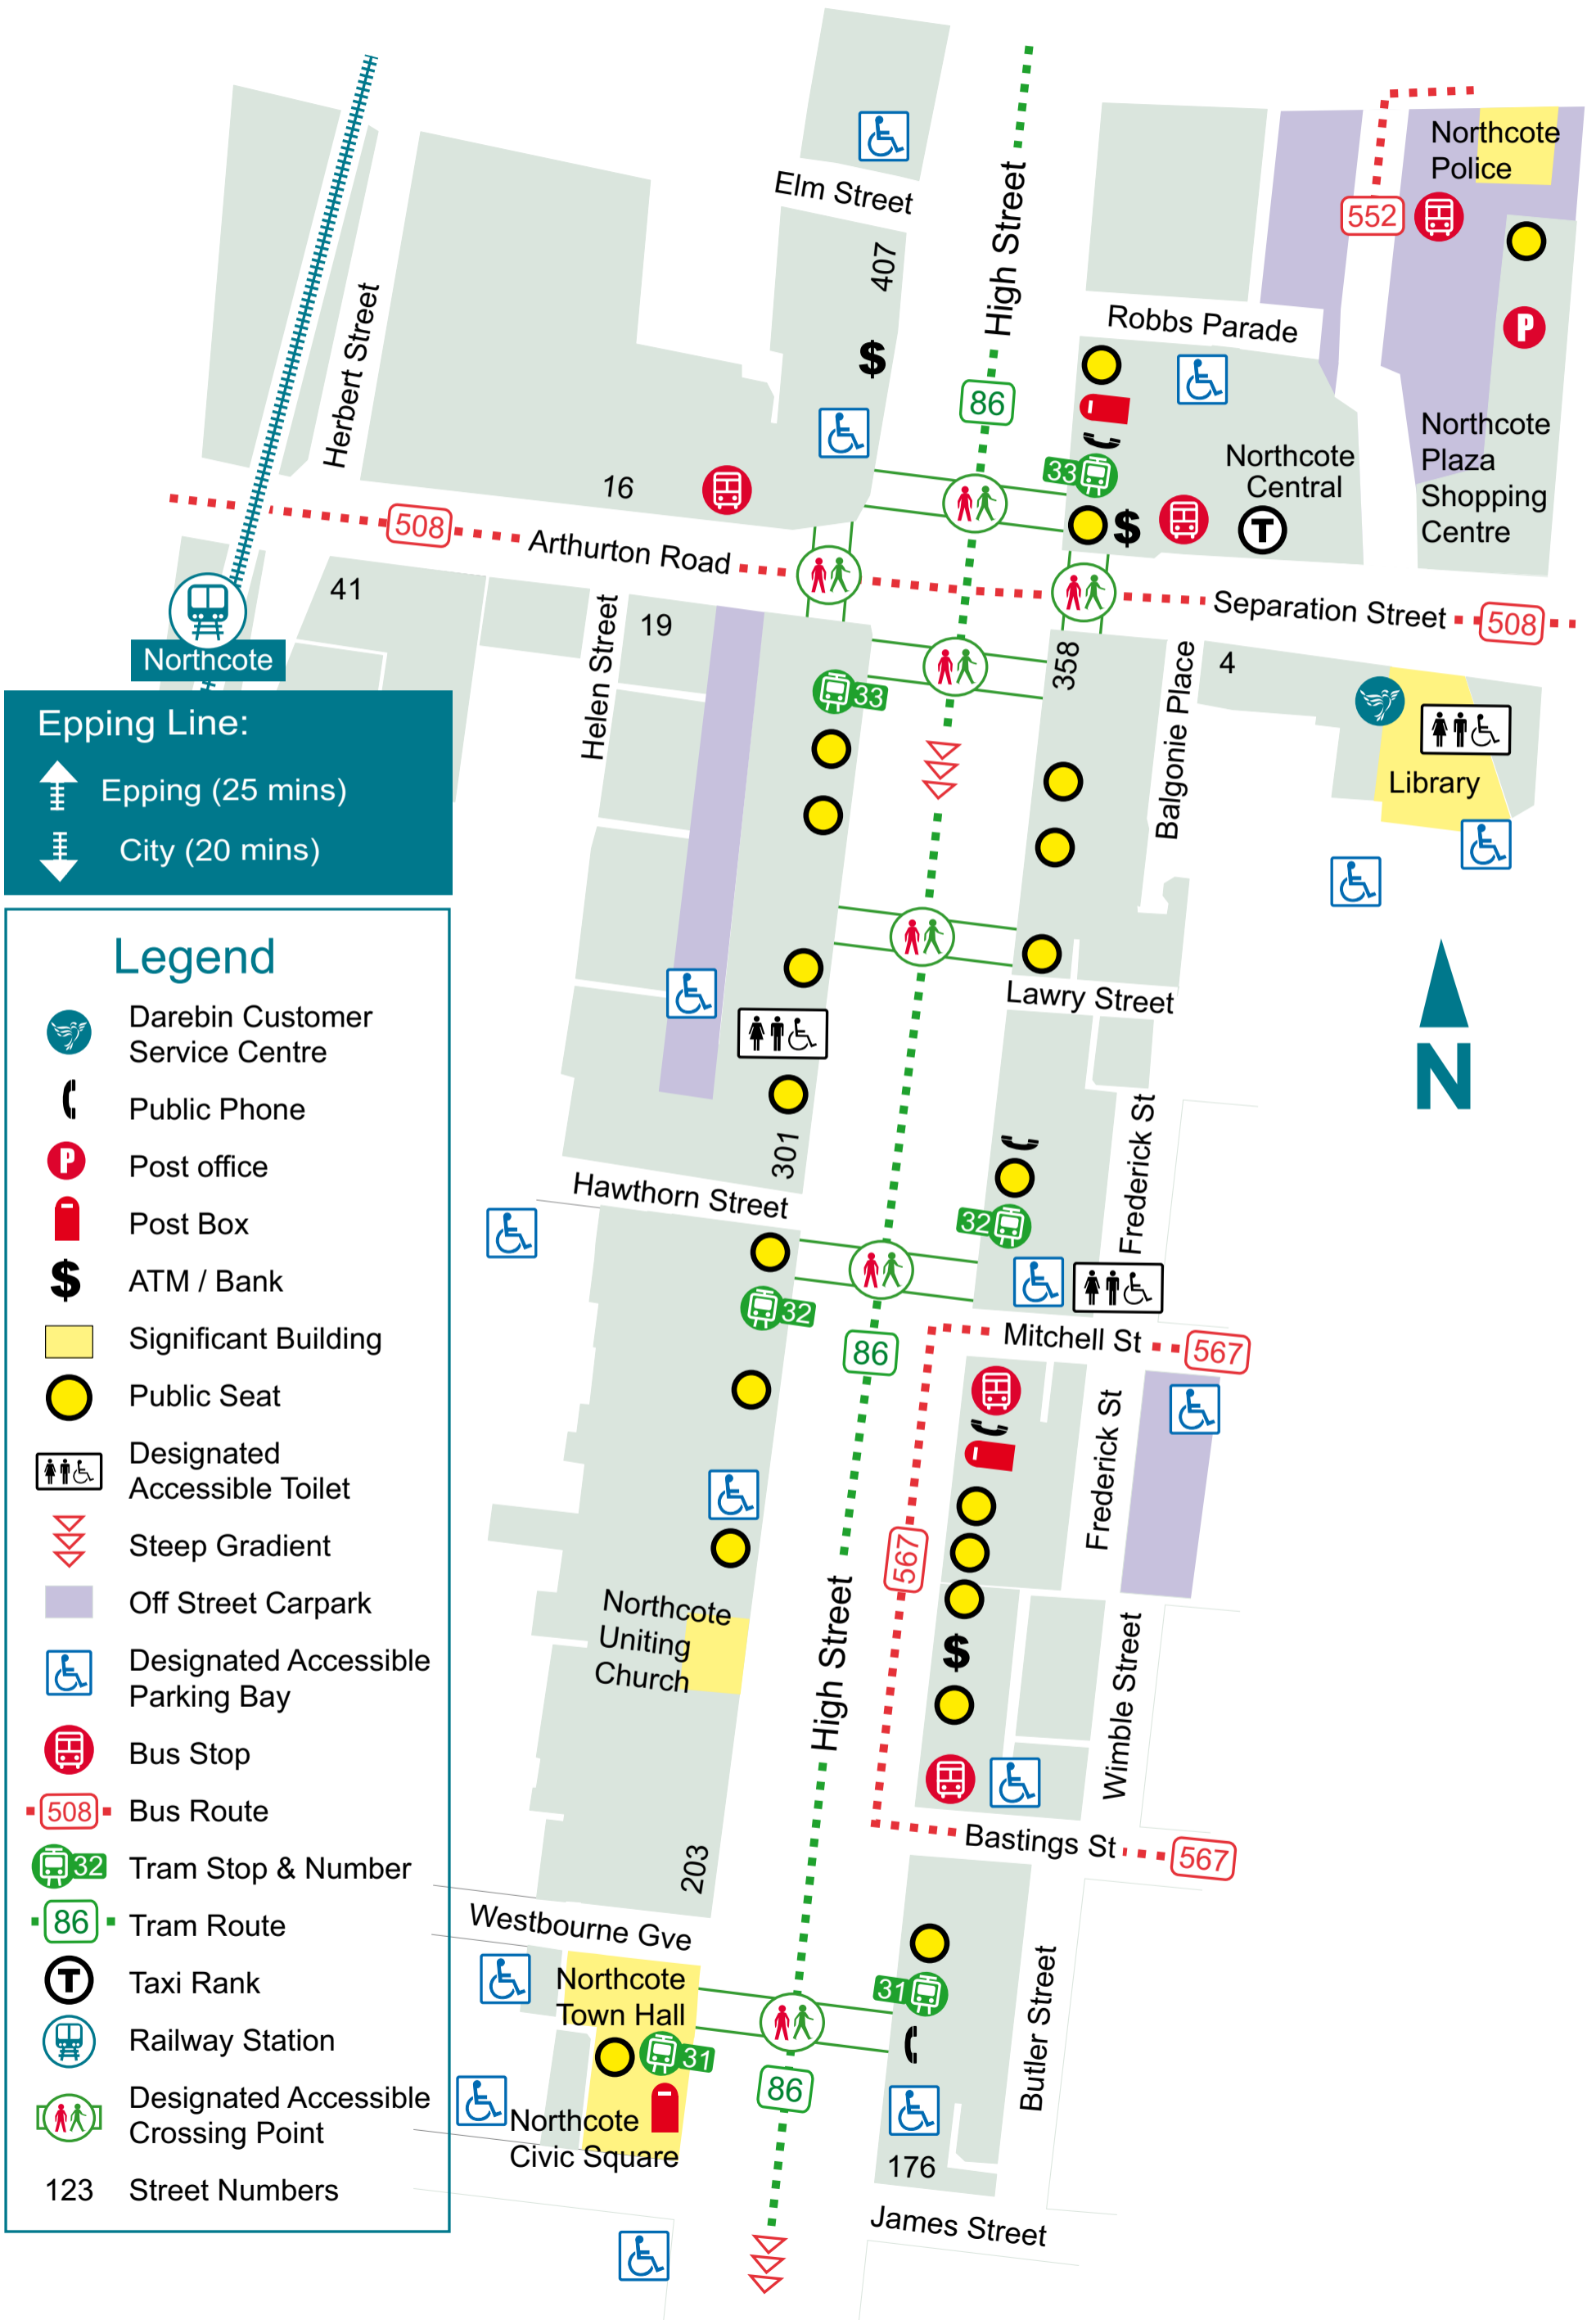 Elm Street
407
High Street
86
Herbert Street
16
508
Arthurton Road
41
Northcote
Epping Line:
Epping (25 mins)
City (20 mins)
Northcote
Police
552
P
Robbs Parade
33
$
$
Northcote
Central
T
Northcote
Plaza
Shopping
Centre
Separation Street
508
Helen Street
19
33
358
Balgonie Place
4
Library
N
Lawry Street
301
Hawthorn Street
32
32
Frederick St
86
Mitchell St
567
Frederick St
567
Northcote
Uniting
Church
High Street
$
Wimble Street
203
Bastings St
567
Westbourne Gve
Northcote
Town Hall
31
31
86
Northcote
Civic Square
Butler Street
176
James Street
Legend
Darebin Customer
Service Centre
Public Phone
P
Post office
Post Box
$
ATM / Bank
Significant Building
Public Seat
Designated
Accessible Toilet
Steep Gradient
Off Street Carpark
Designated Accessible
Parking Bay
Bus Stop
508
Bus Route
32
Tram Stop & Number
86
Tram Route
T
Taxi Rank
Railway Station
Designated Accessible
Crossing Point
123
Street Numbers